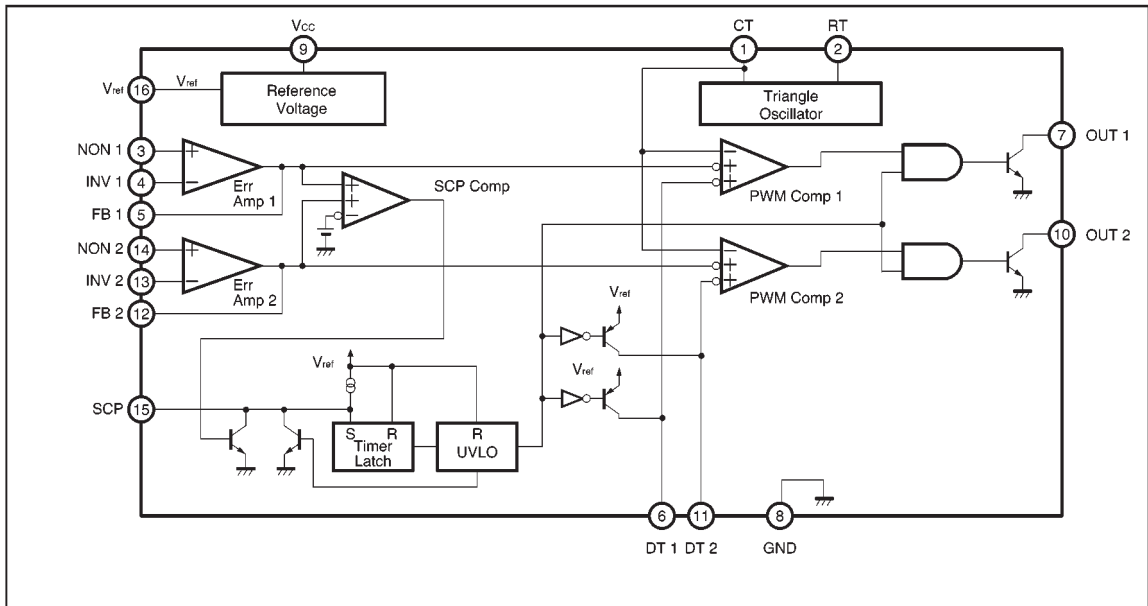 Vcc
CT
RT
9
1
2
Vref
16
Vref
Reference
Voltage
Triangle
Oscillator
NON 1
3
+
INV 1
4
−
Err
Amp 1
FB 1
5
+
+
−
SCP Comp
−
+
+
PWM Comp 1
7
OUT 1
NON 2
14
+
INV 2
13
−
Err
Amp 2
FB 2
12
−
+
+
PWM Comp 2
10
OUT 2
Vref
Vref
Vref
SCP
15
S
R
Timer
Latch
R
UVLO
6
11
8
DT 1
DT 2
GND